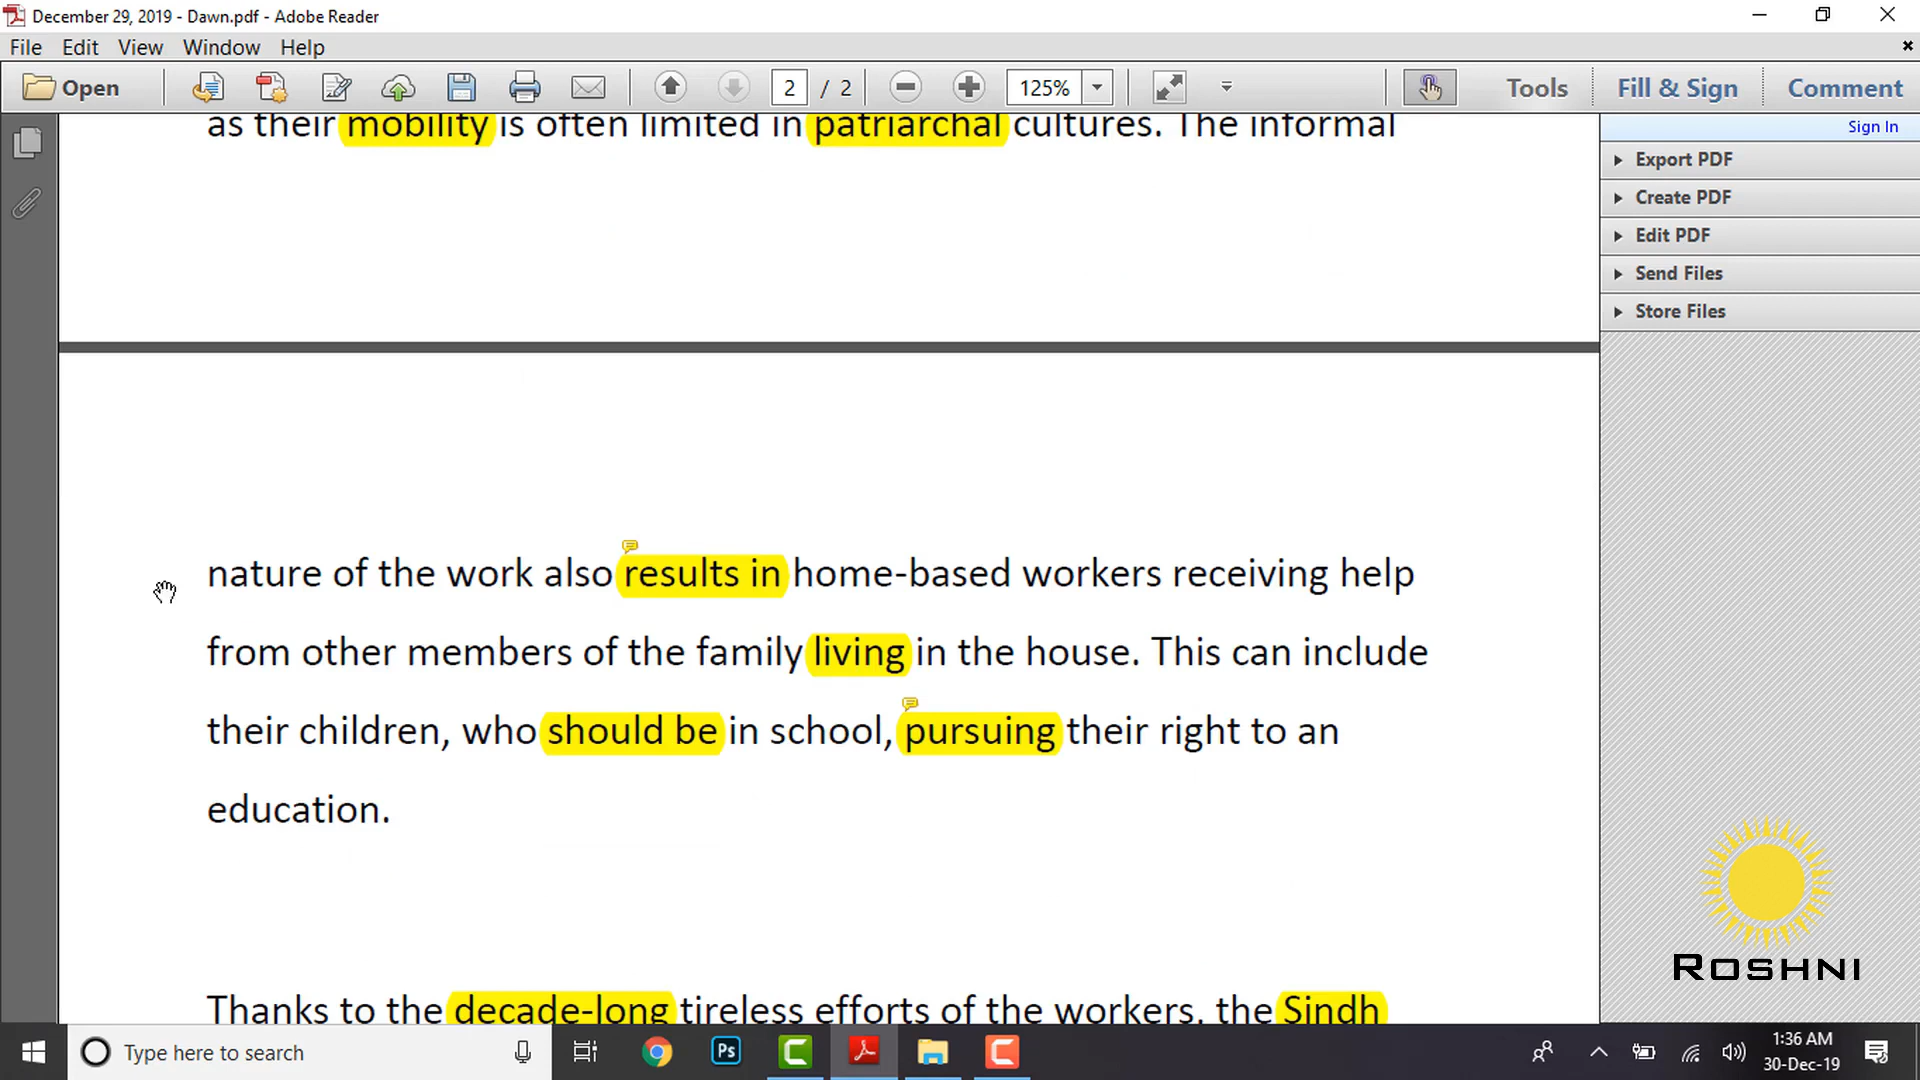 December 29, 2019 - Dawn.pdf - Adobe Reader
File Edit View Window Help
Open 2 / 2 125% Tools Fill & Sign Comment
Sign In
Export PDF
Create PDF
Edit PDF
Send Files
Store Files
as their mobility is often limited in patriarchal cultures. The informal
nature of the work also results in home-based workers receiving help
from other members of the family living in the house. This can include
their children, who should be in school, pursuing their right to an
education.
Thanks to the decade-long tireless efforts of the workers, the Sindh
ROSHNI
Type here to search
Ps
1:36 AM
30-Dec-19